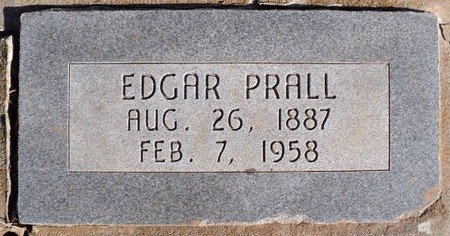 EDGAR PRALL
AUG. 26, 1887
FEB. 7, 1958